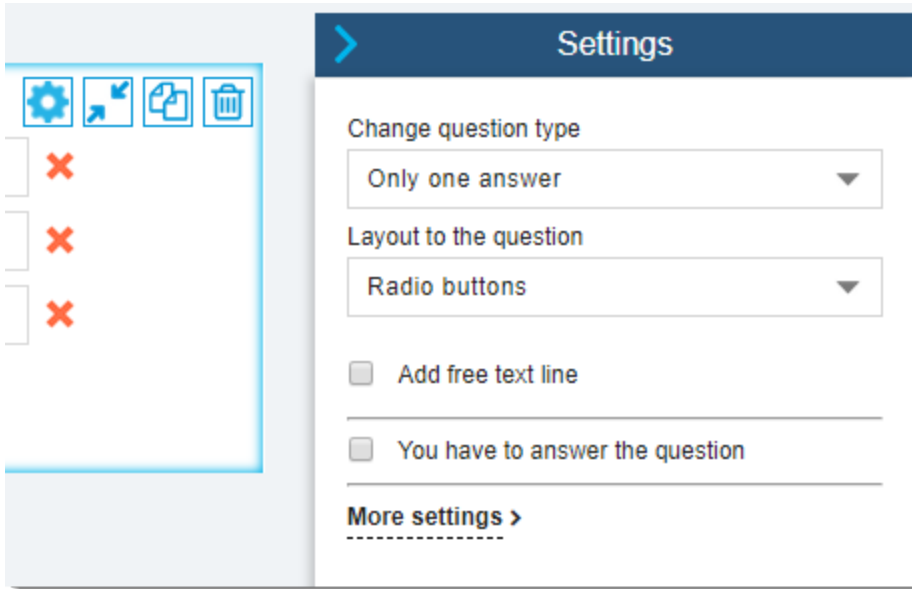 Settings
Change question type
Only one answer
Layout to the question
Radio buttons
Add free text line
You have to answer the question
More settings >